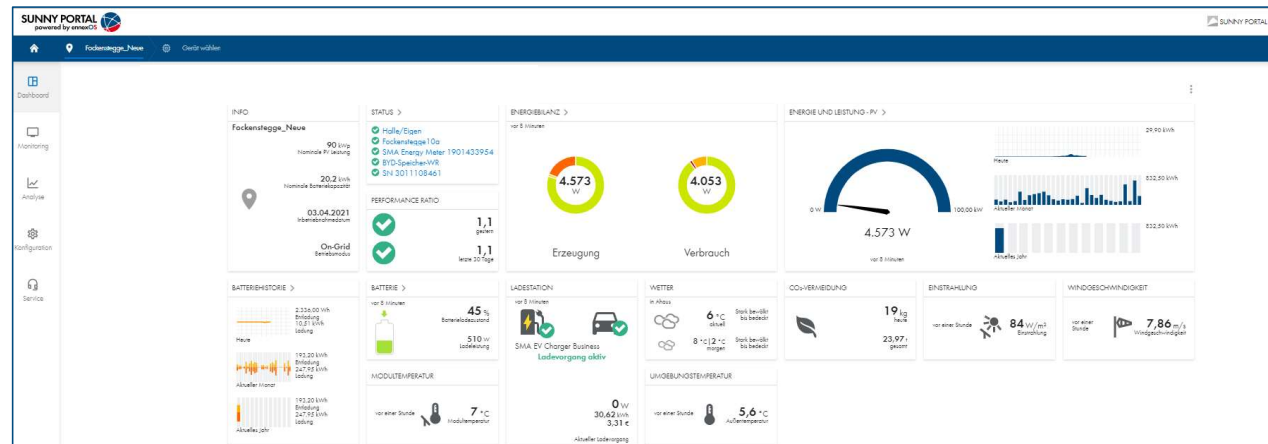 SUNNY PORTAL
powered by ennexOS
SUNNY PORTAL
Fockenstegge_Neue
Gerät wählen
Dashboard
Monitoring
Analyse
Konfiguration
Service
INFO
Fockenstegge_Neue
90 kWp
Nominale PV Leistung
20,2 kWh
Nominale Batteriekapazität
03.04.2021
Inbetriebnahmedatum
On-Grid
Betriebsmodus
STATUS >
Halle/Eigen
Fockenstegge10a
SMA Energy Meter 1901433954
BYD-Speicher-WR
SN 3011108461
PERFORMANCE RATIO
1,1
gestern
1,1
letzte 30 Tage
ENERGIEBILANZ >
vor 8 Minuten
4.573
W
Erzeugung
4.053
W
Verbrauch
ENERGIE UND LEISTUNG - PV >
0 W
100,00 kW
4.573 W
vor 8 Minuten
29,90 kWh
Heute
832,50 kWh
Aktueller Monat
832,50 kWh
Aktuelles Jahr
BATTERIEHISTORIE >
2.336,00 Wh
Entladung
10,51 kWh
Ladung
Heute
193,20 kWh
Entladung
247,95 kWh
Ladung
Aktueller Monat
193,20 kWh
Entladung
247,95 kWh
Ladung
Aktuelles Jahr
BATTERIE >
vor 8 Minuten
45 %
Batterieladezustand
510 W
Ladeleistung
MODULTEMPERATUR
vor einer Stunde
7 °C
Modultemperatur
LADESTATION
vor 8 Minuten
SMA EV Charger Business
Ladevorgang aktiv
0 W
30,62 kWh
3,31 €
Aktueller Ladevorgang
WETTER
in Ahaus
6 °C
aktuell
Stark bewölkt
bis bedeckt
8 °C|2 °C
morgen
Stark bewölkt
bis bedeckt
UMGEBUNGSTEMPERATUR
vor einer Stunde
5,6 °C
Außentemperatur
CO₂-VERMEIDUNG
19 kg
heute
23,97 t
gesamt
EINSTRAHLUNG
vor einer Stunde
84 W/m²
Einstrahlung
WINDGESCHWINDIGKEIT
vor einer
Stunde
7,86 m/s
Windgeschwindigkeit